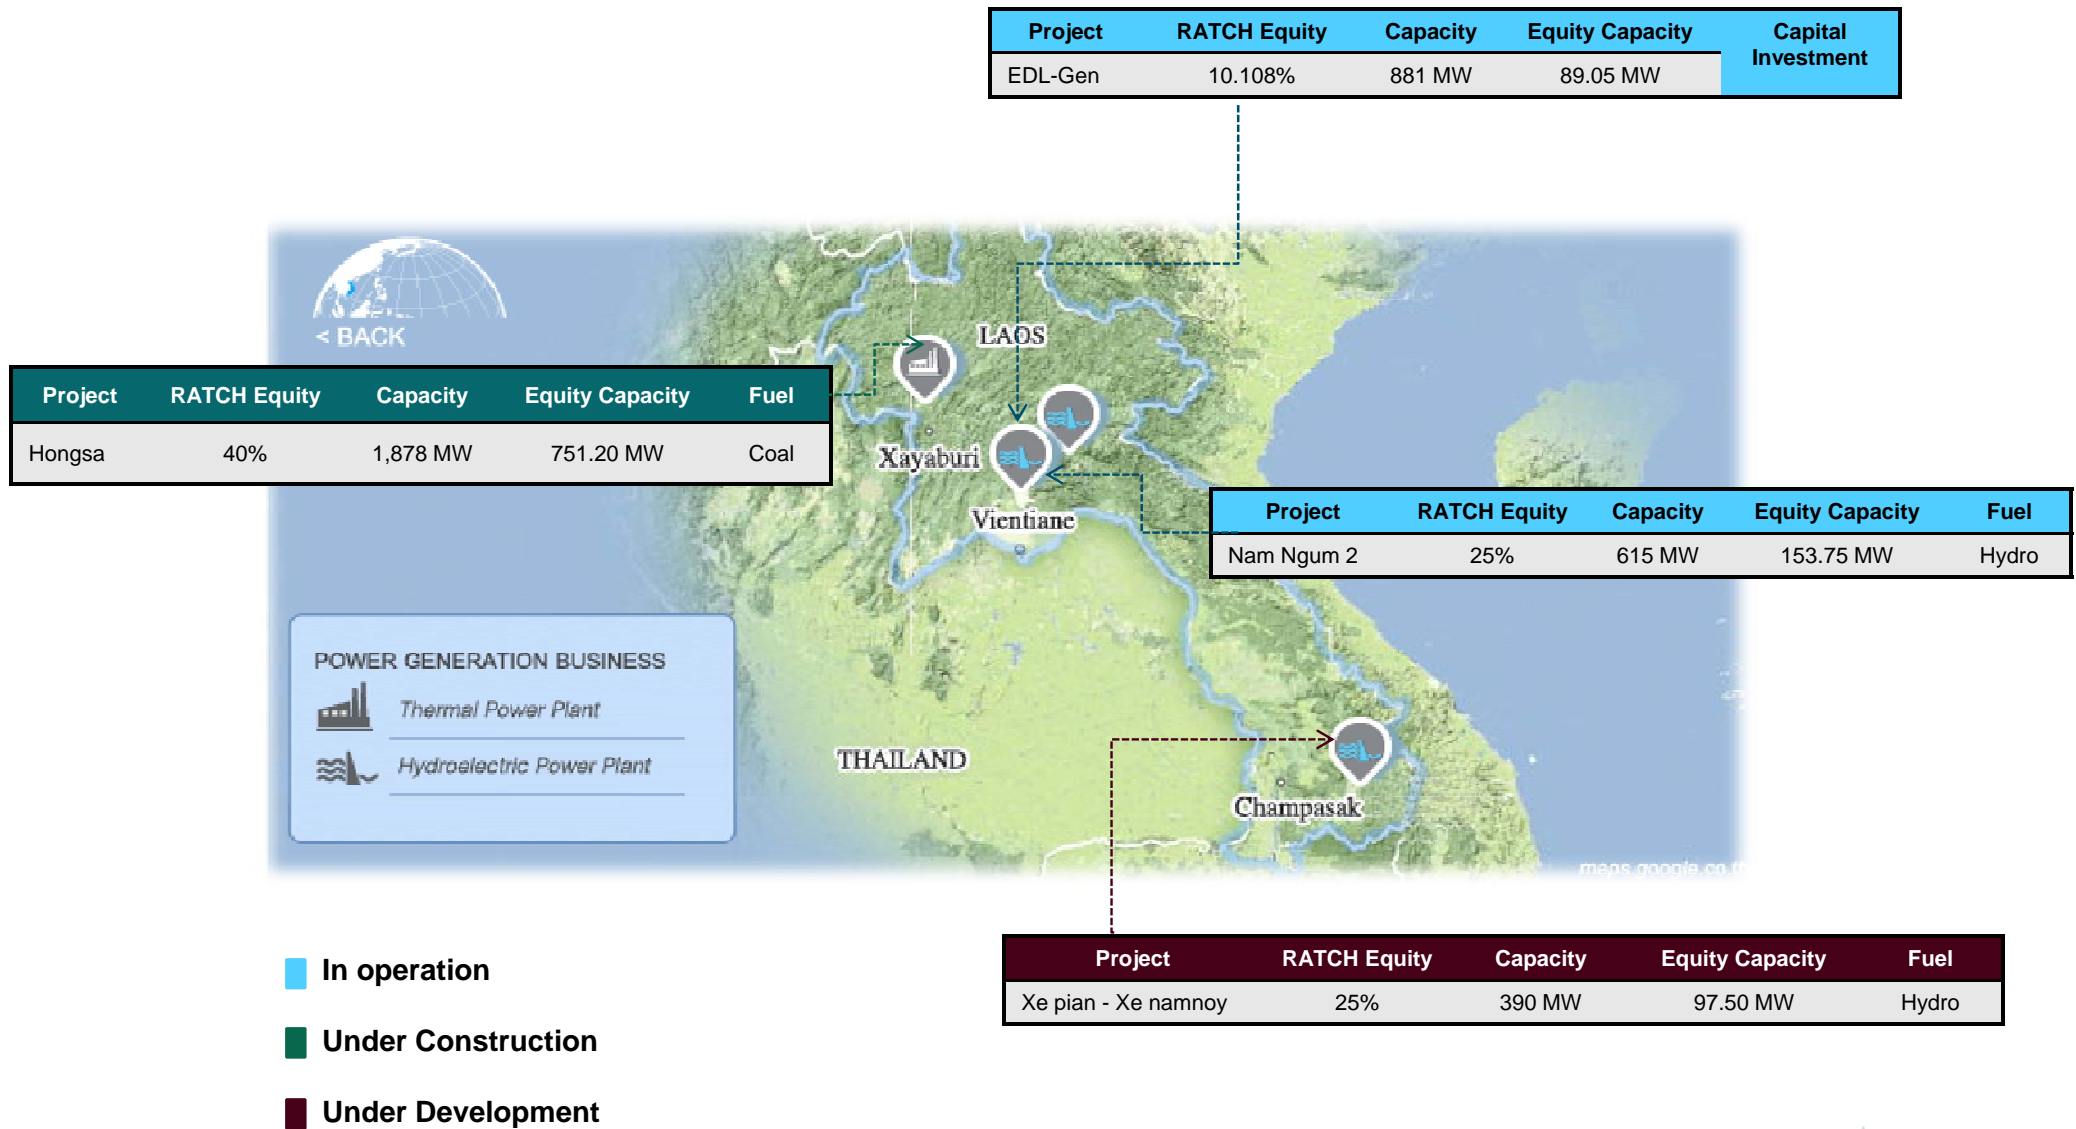 Project RATCH Equity Capacity Equity Capacity Capital Investment
EDL-Gen 10.108% 881 MW 89.05 MW
< BACK
LAOS
Project RATCH Equity Capacity Equity Capacity Fuel
Hongsa 40% 1,878 MW 751.20 MW Coal
Xayaburi
Vientiane
Project RATCH Equity Capacity Equity Capacity Fuel
Nam Ngum 2 25% 615 MW 153.75 MW Hydro
POWER GENERATION BUSINESS
Thermal Power Plant
Hydroelectric Power Plant
THAILAND
Champasak
maps.google.co.th
Project RATCH Equity Capacity Equity Capacity Fuel
Xe pian - Xe namnoy 25% 390 MW 97.50 MW Hydro
In operation
Under Construction
Under Development